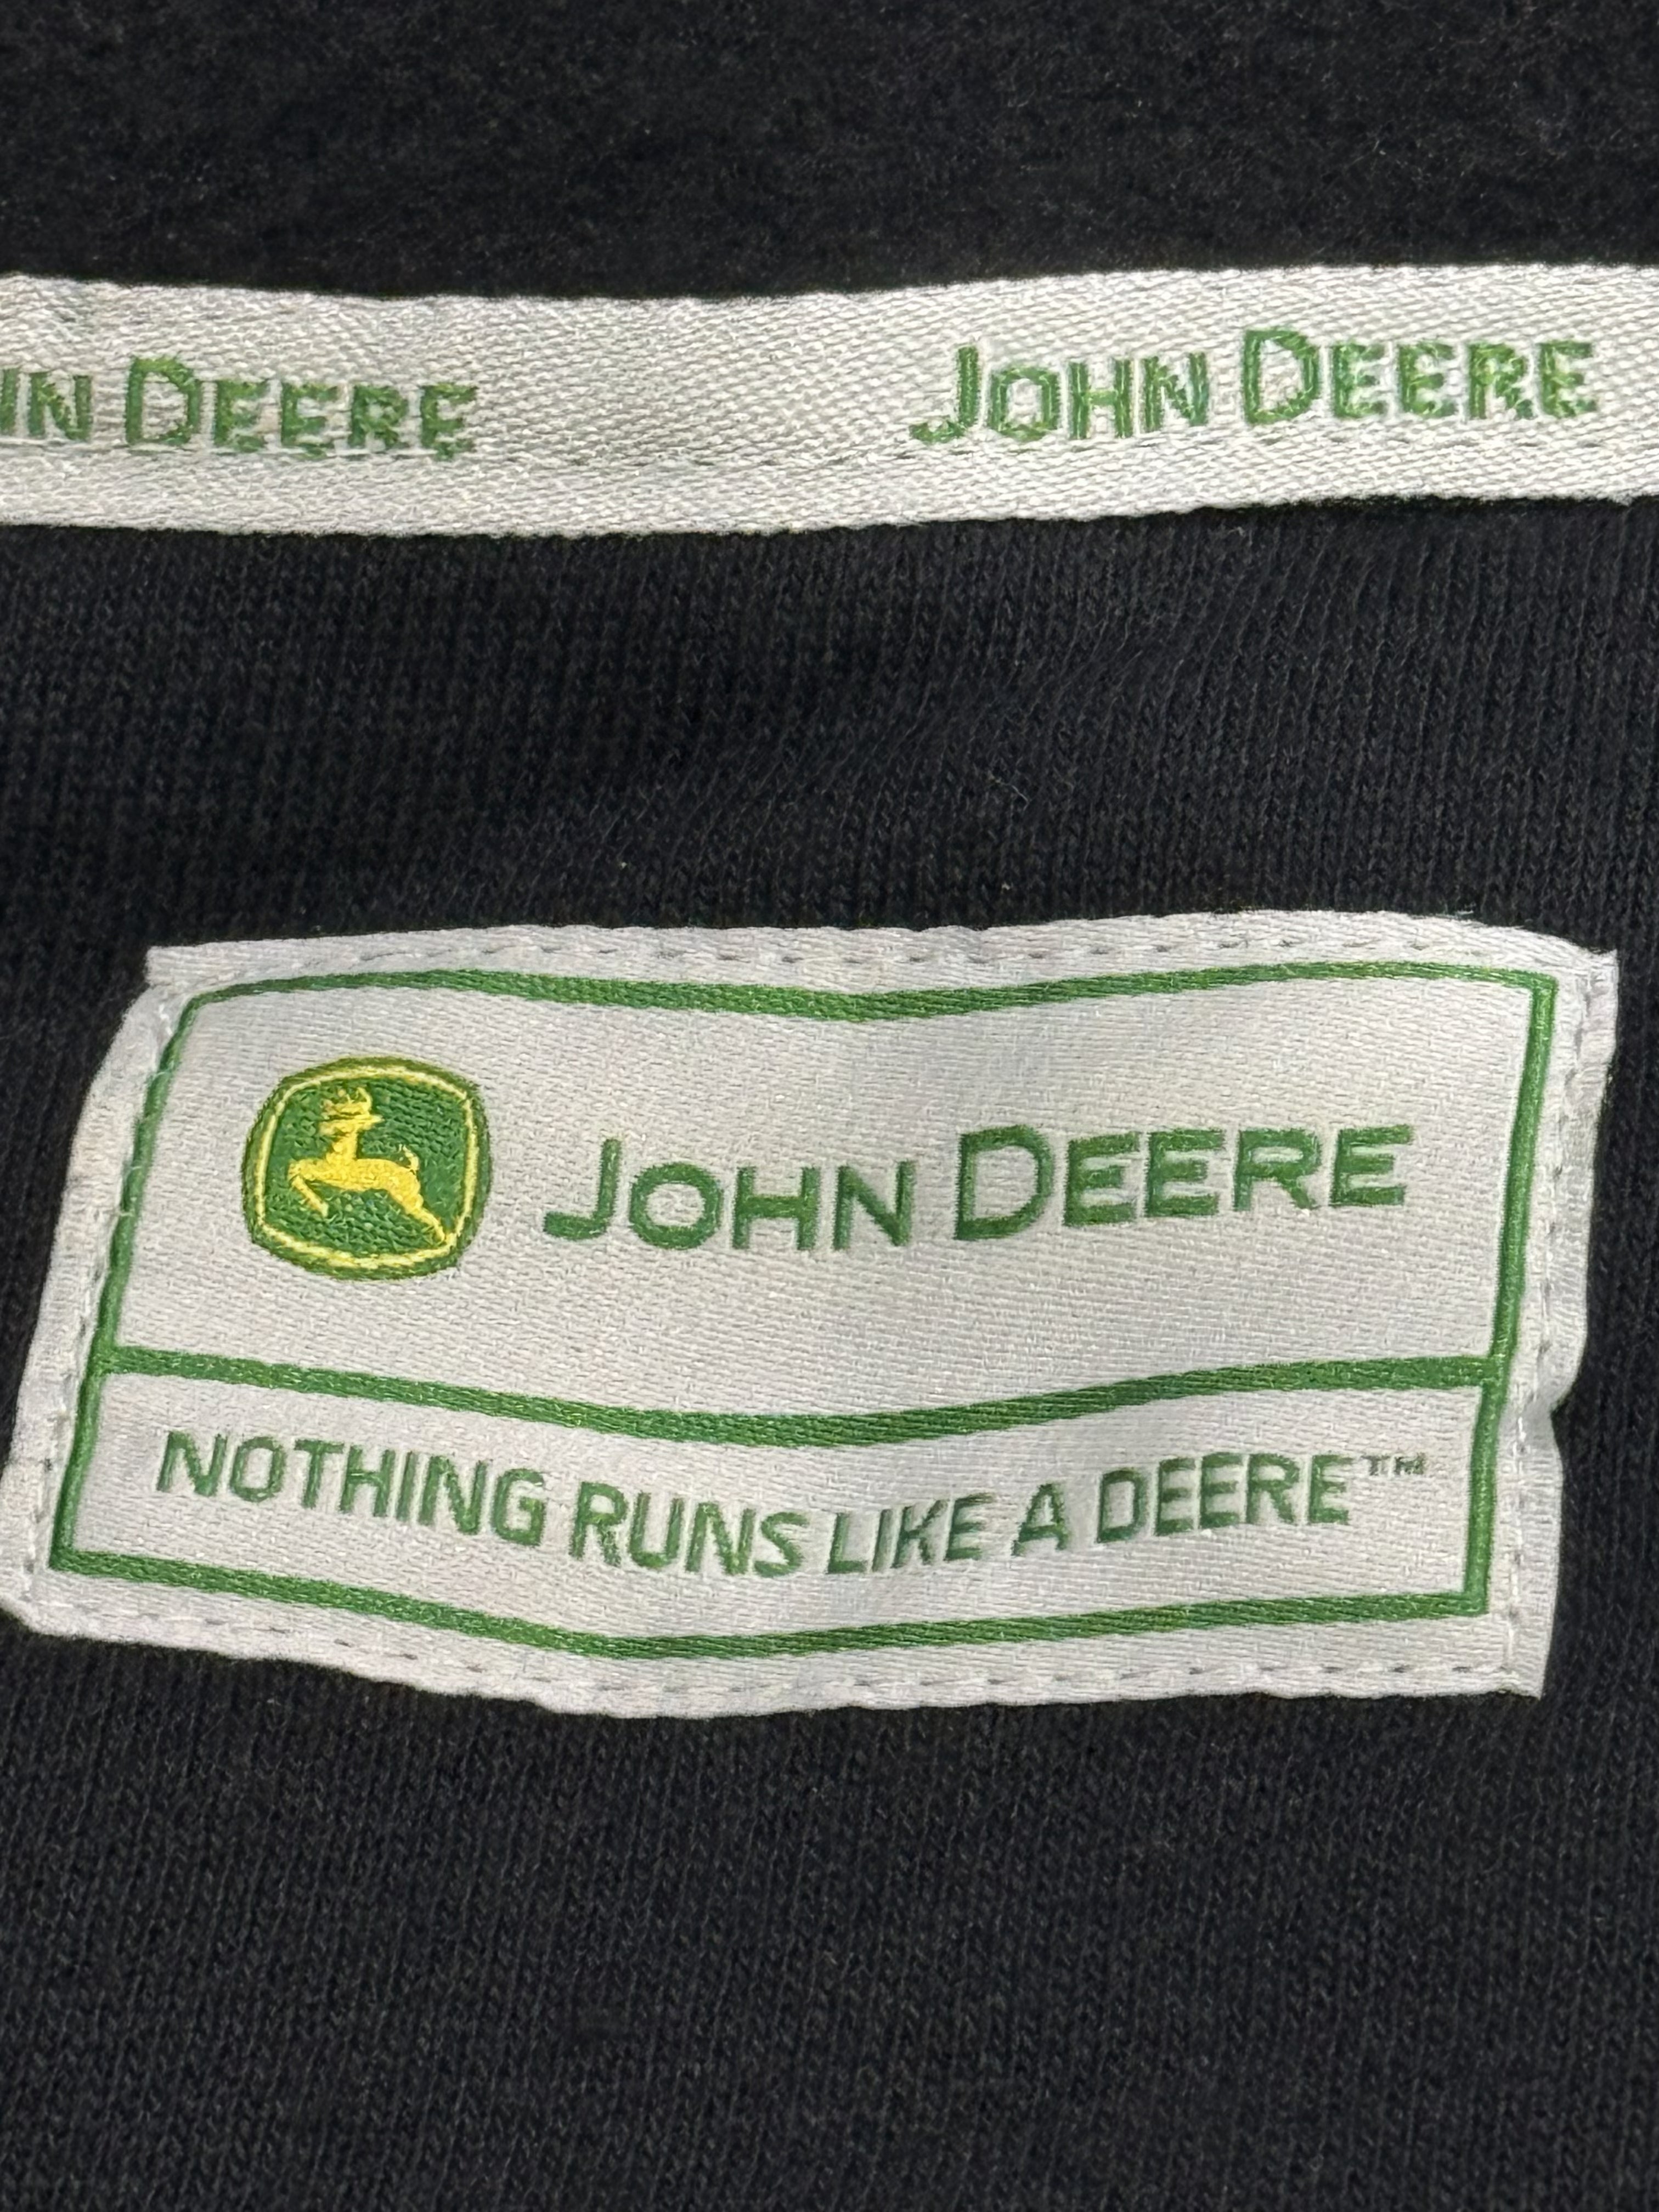 HN DEERE JOHN DEERE
JOHN DEERE
NOTHING RUNS LIKE A DEERE™